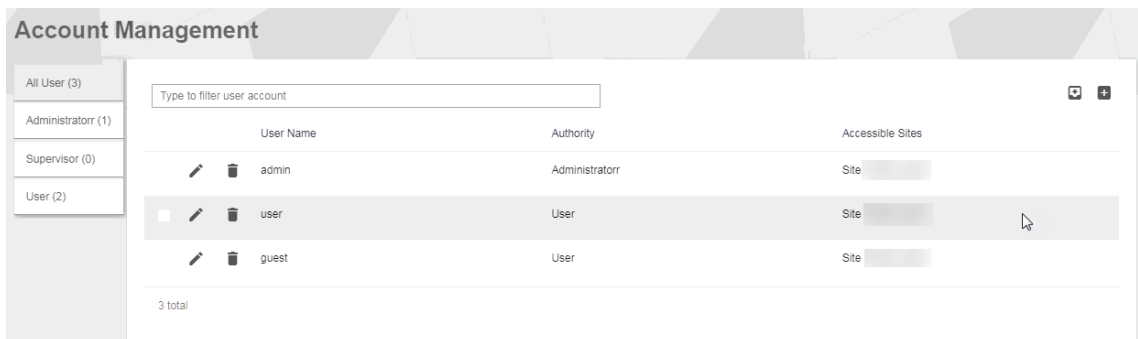 Account Management
All User (3)
Administratorr (1)
Supervisor (0)
User (2)
Type to filter user account
User Name Authority Accessible Sites
admin Administratorr Site
user User Site
guest User Site
3 total